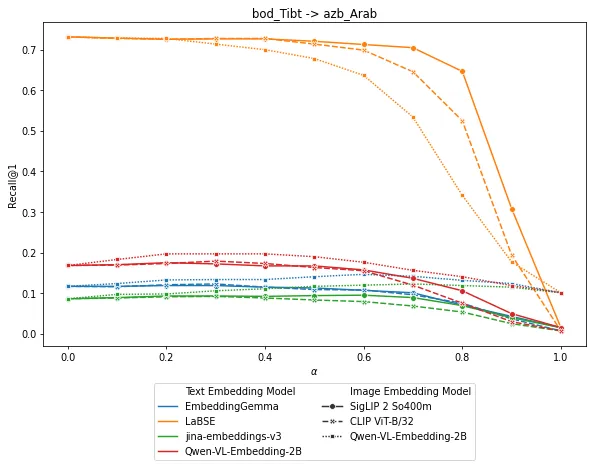 bod_Tibt -> azb_Arab
Recall@1
0.7
0.6
0.5
0.4
0.3
0.2
0.1
0.0
0.0 0.2 0.4 0.6 0.8 1.0
α
Text Embedding Model Image Embedding Model
EmbeddingGemma SigLIP 2 So400m
LaBSE CLIP ViT-B/32
jina-embeddings-v3 Qwen-VL-Embedding-2B
Qwen-VL-Embedding-2B